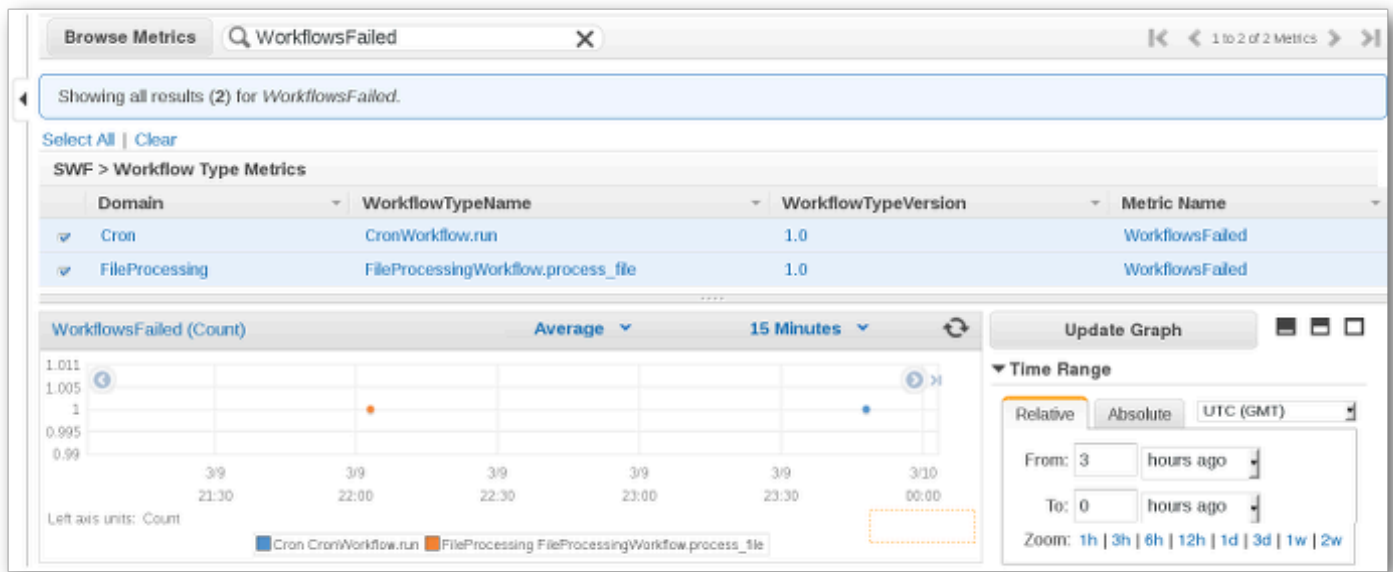 Browse Metrics WorkflowsFailed 1 to 2 of 2 Metrics
Showing all results (2) for WorkflowsFailed.
Select All | Clear
SWF > Workflow Type Metrics
Domain WorkflowTypeName WorkflowTypeVersion Metric Name
Cron CronWorkflow.run 1.0 WorkflowsFailed
FileProcessing FileProcessingWorkflow.process_file 1.0 WorkflowsFailed
WorkflowsFailed (Count) Average 15 Minutes
1.011
1.005
1
0.995
0.99
3/9 3/9 3/9 3/9 3/9 3/10
21:30 22:00 22:30 23:00 23:30 00:00
Left axis units: Count
Cron CronWorkflow.run FileProcessing FileProcessingWorkflow.process_file
Update Graph
Time Range
Relative Absolute UTC (GMT)
From: 3 hours ago
To: 0 hours ago
Zoom: 1h | 3h | 6h | 12h | 1d | 3d | 1w | 2w